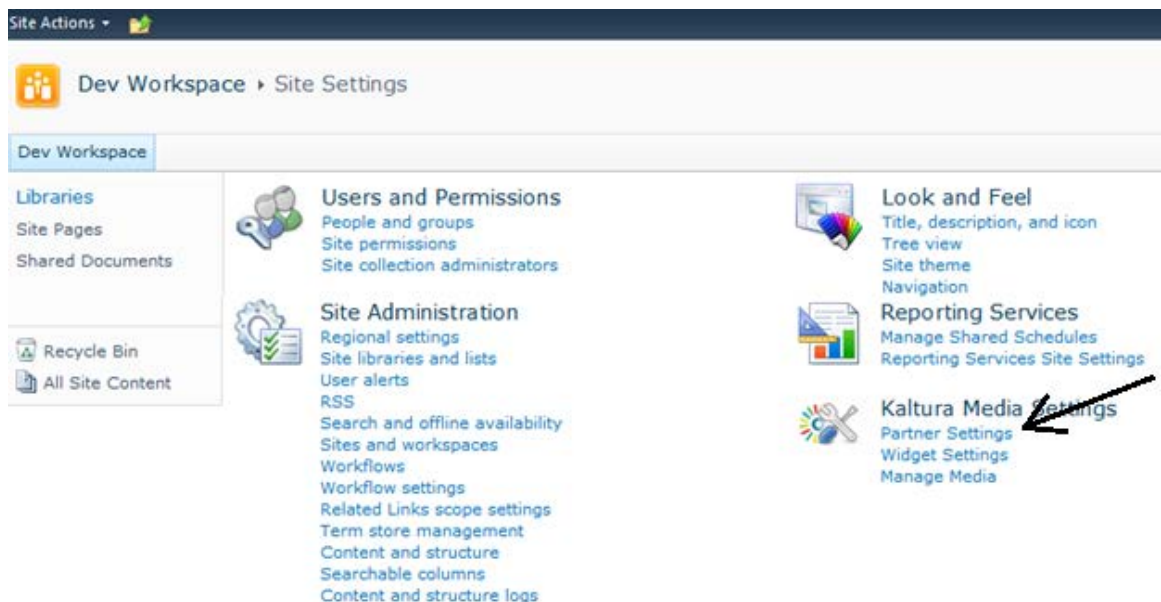 Site Actions
Dev Workspace ▸ Site Settings
Dev Workspace
Libraries
Site Pages
Shared Documents
Recycle Bin
All Site Content
Users and Permissions
People and groups
Site permissions
Site collection administrators
Site Administration
Regional settings
Site libraries and lists
User alerts
RSS
Search and offline availability
Sites and workspaces
Workflows
Workflow settings
Related Links scope settings
Term store management
Content and structure
Searchable columns
Content and structure logs
Look and Feel
Title, description, and icon
Tree view
Site theme
Navigation
Reporting Services
Manage Shared Schedules
Reporting Services Site Settings
Kaltura Media Settings
Partner Settings
Widget Settings
Manage Media